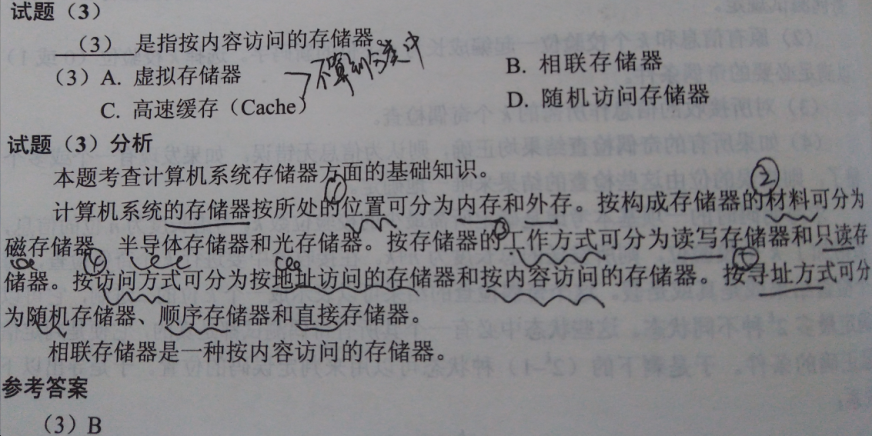 试题（3）
（3） 是指按内容访问的存储器。
（3）A. 虚拟存储器 B. 相联存储器
C. 高速缓存（Cache） D. 随机访问存储器
试题（3）分析
本题考查计算机系统存储器方面的基础知识。
计算机系统的存储器按所处的位置可分为内存和外存。按构成存储器的材料可分为
磁存储器、半导体存储器和光存储器。按存储器的工作方式可分为读写存储器和只读存
储器。按访问方式可分为按地址访问的存储器和按内容访问的存储器。按寻址方式可分
为随机存储器、顺序存储器和直接存储器。
相联存储器是一种按内容访问的存储器。
参考答案
（3）B